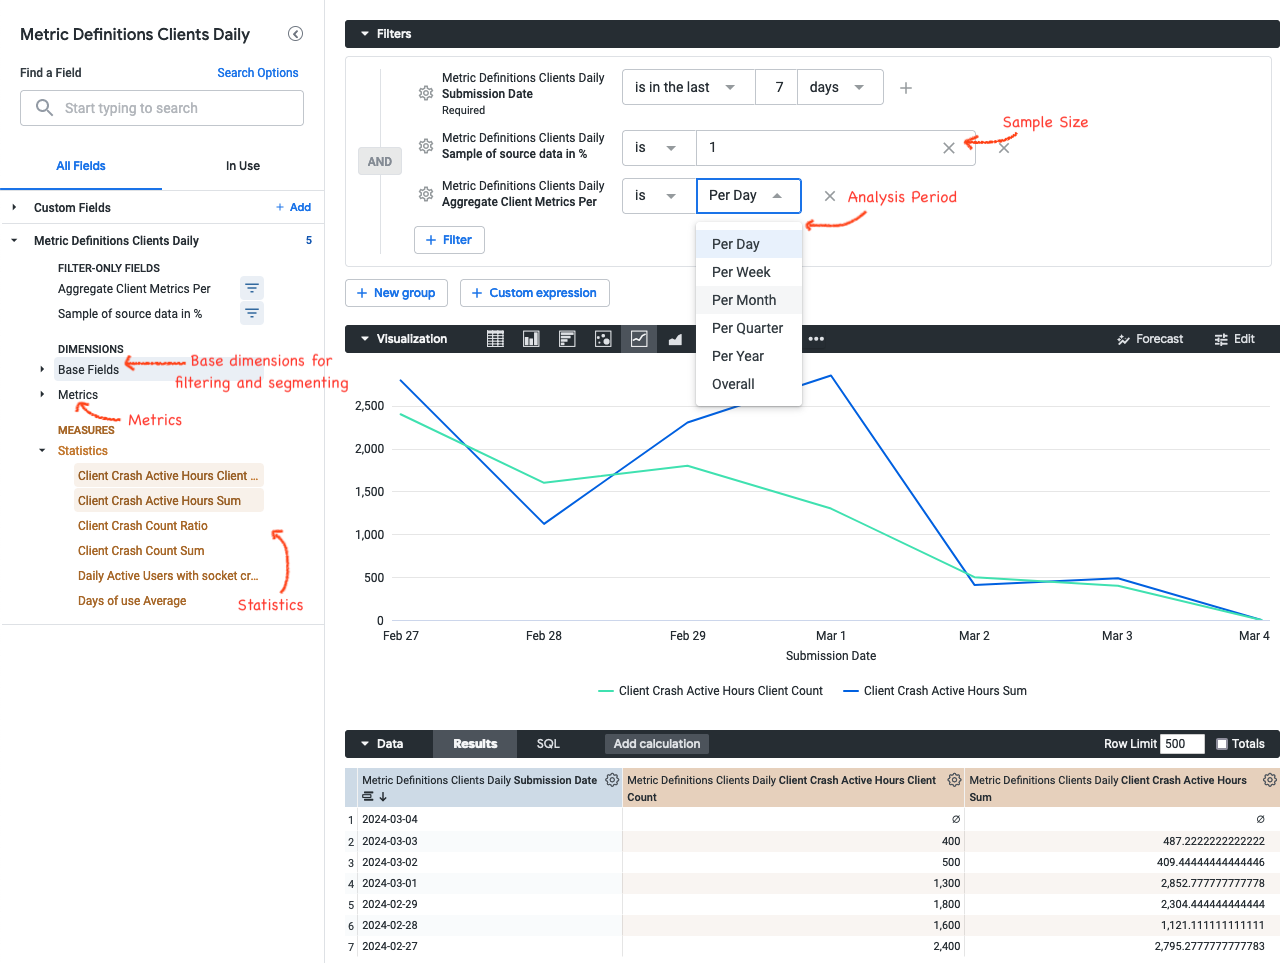 Metric Definitions Clients Daily
Find a Field
Search Options
Start typing to search
All Fields
In Use
Custom Fields
+ Add
Metric Definitions Clients Daily
5
FILTER-ONLY FIELDS
Aggregate Client Metrics Per
Sample of source data in %
DIMENSIONS
Base Fields
Base dimensions for
filtering and segmenting
Metrics
Metrics
MEASURES
Statistics
Client Crash Active Hours Client ...
Client Crash Active Hours Sum
Client Crash Count Ratio
Client Crash Count Sum
Daily Active Users with socket cr...
Days of use Average
Statistics
Filters
AND
Metric Definitions Clients Daily
Submission Date
Required
is in the last
7
days
Metric Definitions Clients Daily
Sample of source data in %
is
1
Sample Size
Metric Definitions Clients Daily
Aggregate Client Metrics Per
is
Per Day
Analysis Period
Per Day
Per Week
Per Month
Per Quarter
Per Year
Overall
+ Filter
+ New group
+ Custom expression
Visualization
Forecast
Edit
2,500
2,000
1,500
1,000
500
0
Feb 27 Feb 28 Feb 29 Mar 1 Mar 2 Mar 3 Mar 4
Submission Date
Client Crash Active Hours Client Count Client Crash Active Hours Sum
Data Results SQL Add calculation Row Limit 500 Totals
Metric Definitions Clients Daily Submission Date
Metric Definitions Clients Daily Client Crash Active Hours Client
Count
Metric Definitions Clients Daily Client Crash Active Hours
Sum
1 2024-03-04 ∅ ∅
2 2024-03-03 400 487.2222222222222
3 2024-03-02 500 409.44444444444446
4 2024-03-01 1,300 2,852.777777777778
5 2024-02-29 1,800 2,304.444444444444
6 2024-02-28 1,600 1,121.111111111111
7 2024-02-27 2,400 2,795.2777777777783